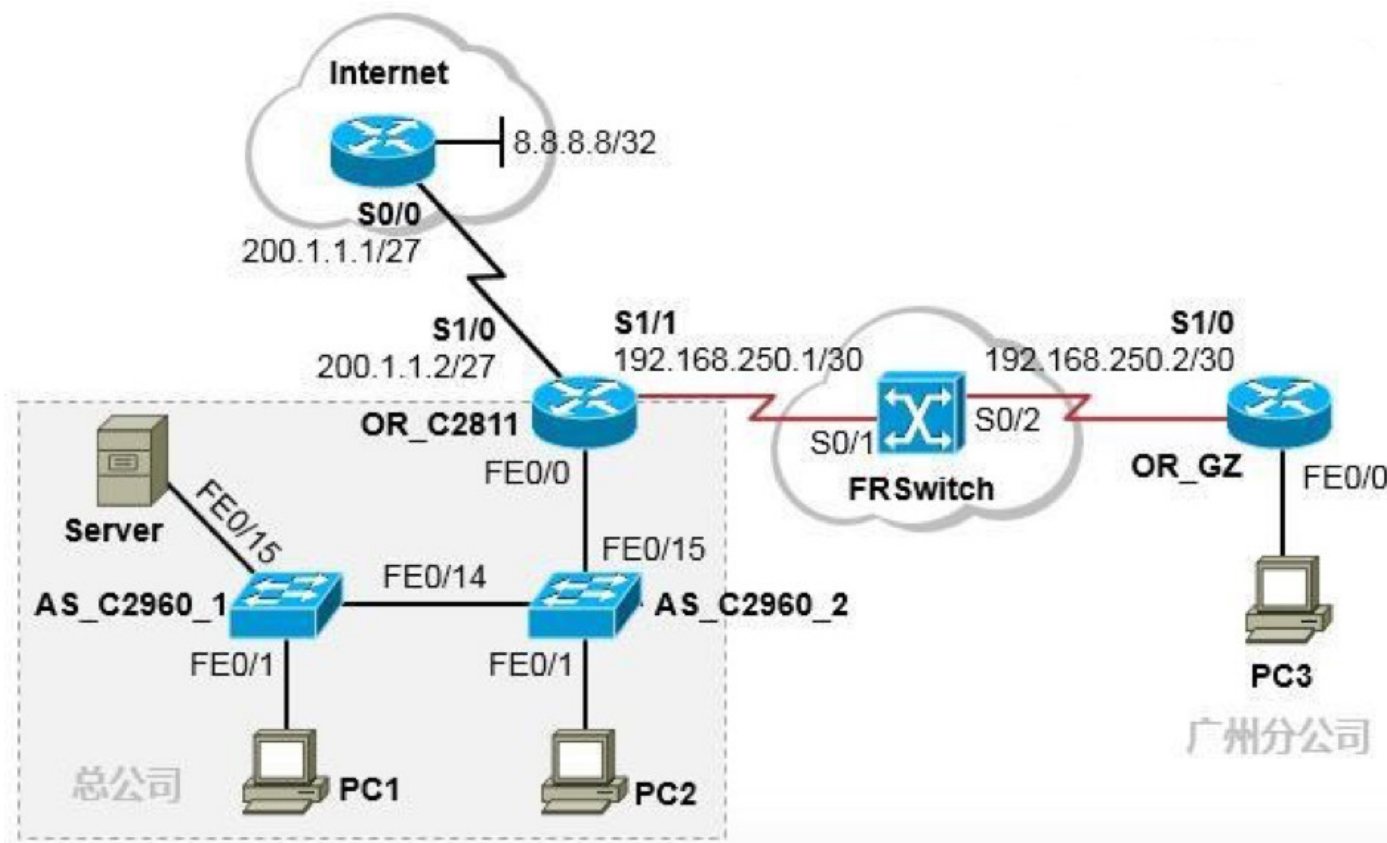 Internet
8.8.8.8/32
S0/0
200.1.1.1/27
S1/0
200.1.1.2/27
S1/1
192.168.250.1/30
S1/0
192.168.250.2/30
OR_C2811
S0/1
S0/2
FRSwitch
OR_GZ
FE0/0
FE0/0
Server
FE0/15
FE0/15
FE0/14
AS_C2960_1
AS_C2960_2
FE0/1
FE0/1
PC3
广州分公司
总公司
PC1
PC2